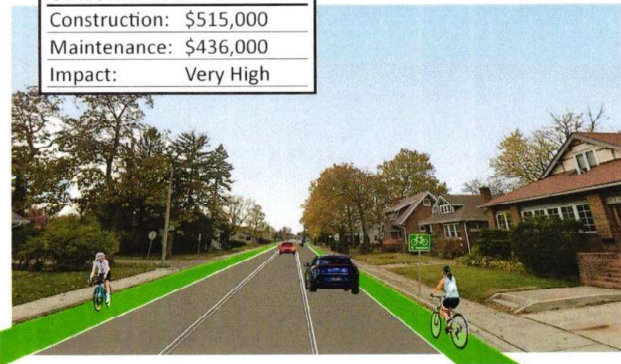 Construction: $515,000
Maintenance: $436,000
Impact: Very High